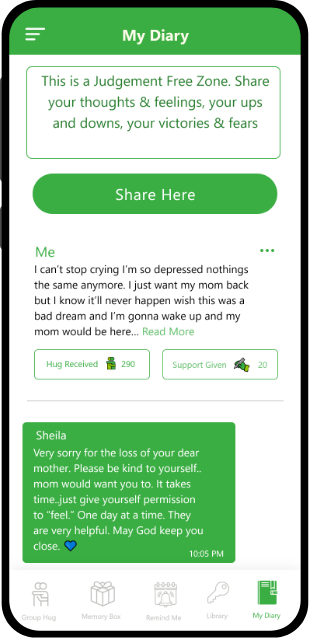 My Diary
This is a Judgement Free Zone. Share
your thoughts & feelings, your ups
and downs, your victories & fears
Share Here
Me
I can't stop crying I'm so depressed nothings
the same anymore. I just want my mom back
but I know it'll never happen wish this was a
bad dream and I'm gonna wake up and my
mom would be here... Read More
Hug Received 290
Support Given 20
Sheila
Very sorry for the loss of your dear
mother. Please be kind to yourself..
mom would want you to. It takes
time..just give yourself permission
to "feel." One day at a time. They
are very helpful. May God keep you
close. 💙
10:05 PM
Group Hug
Memory Box
Remind Me
Library
My Diary